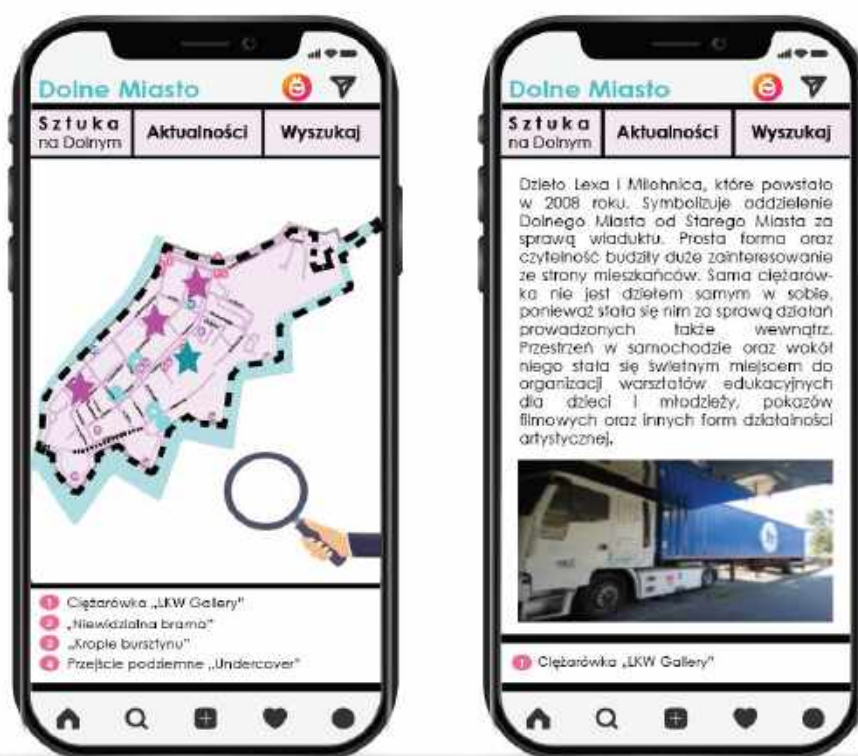 Dolne Miasto
Sztuka
na Dolnym
Aktualności
Wyszukaj
1 Ciężarówka „LKW Gallery"
2 „Niewidzialna brama"
3 „Krople bursztynu"
4 Przejście podziemne „Undercover"
Dolne Miasto
Sztuka
na Dolnym
Aktualności
Wyszukaj
Dzieło Lexa i Milohnica, które powstało
w 2008 roku. Symbolizuje oddzielenie
Dolnego Miasta od Starego Miasta za
sprawą wiaduktu. Prosta forma oraz
czytelność budziły duże zainteresowanie
ze strony mieszkańców. Sama ciężarów-
ka nie jest dziełem samym w sobie,
ponieważ stała się nim za sprawą działań
prowadzonych także wewnątrz.
Przestrzeń w samochodzie oraz wokół
niego stała się świetnym miejscem do
organizacji warsztatów edukacyjnych
dla dzieci i młodzieży, pokazów
filmowych oraz innych form działalności
artystycznej.
1 Ciężarówka „LKW Gallery"